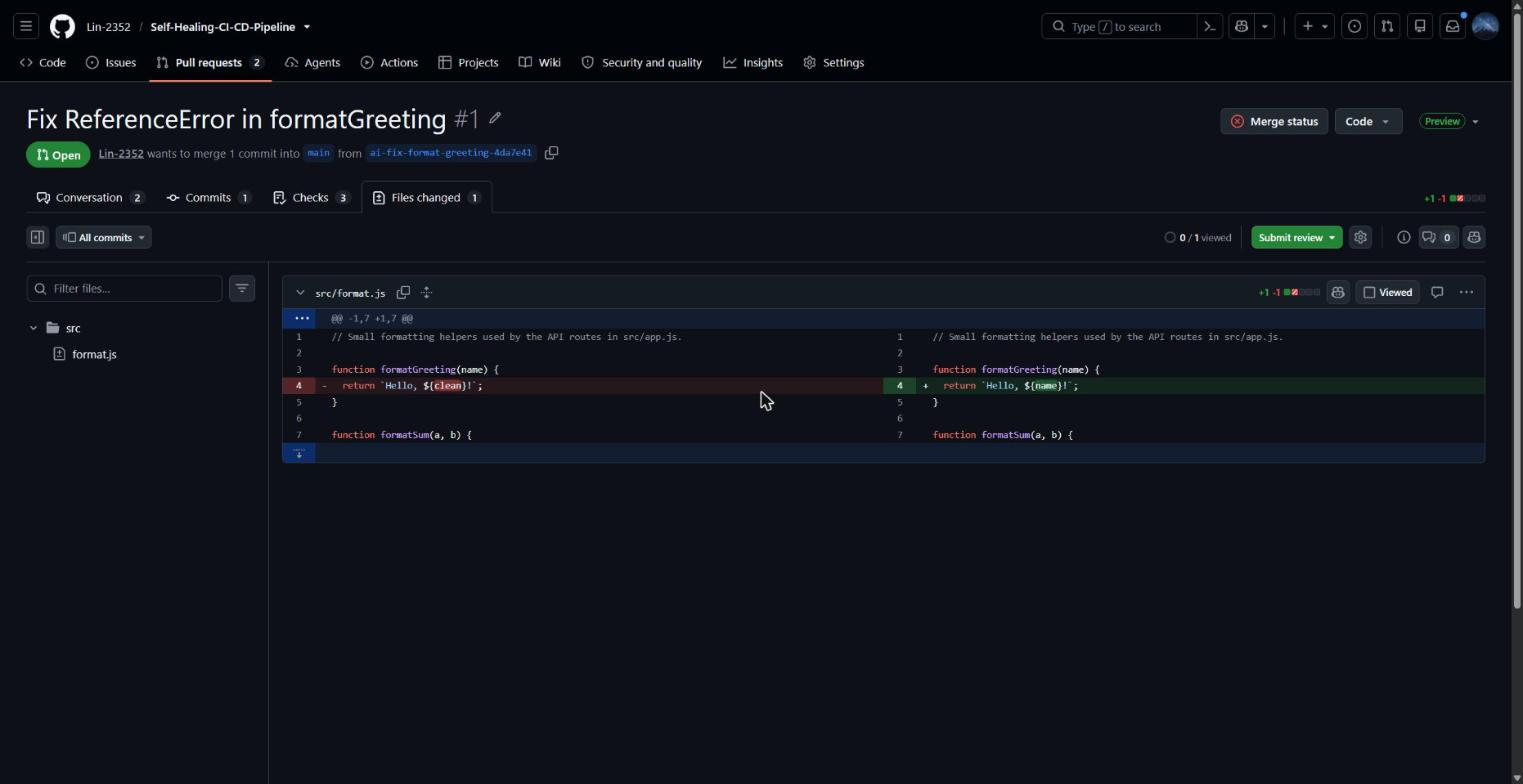 Lin-2352 / Self-Healing-CI-CD-Pipeline
Type / to search
Code
Issues
Pull requests 2
Agents
Actions
Projects
Wiki
Security and quality
Insights
Settings
Fix ReferenceError in formatGreeting #1
Merge status
Code
Preview
Open
Lin-2352 wants to merge 1 commit into main from ai-fix-format-greeting-4da7e41
Conversation 2
Commits 1
Checks 3
Files changed 1
+1 -1
All commits
0 / 1 viewed
Submit review
0
Filter files...
src/format.js
+1 -1
Viewed
src
format.js
@@ -1,7 +1,7 @@
1 // Small formatting helpers used by the API routes in src/app.js.
2
3 function formatGreeting(name) {
4 - return `Hello, ${clean}!`;
5 }
6
7 function formatSum(a, b) {
1 // Small formatting helpers used by the API routes in src/app.js.
2
3 function formatGreeting(name) {
4 + return `Hello, ${name}!`;
5 }
6
7 function formatSum(a, b) {